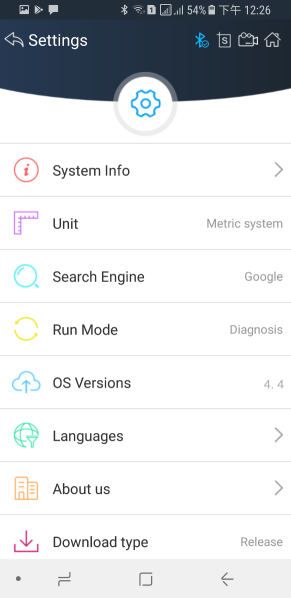 54% 下午 12:26
Settings
System Info
Unit Metric system
Search Engine Google
Run Mode Diagnosis
OS Versions 4. 4
Languages
About us
Download type Release